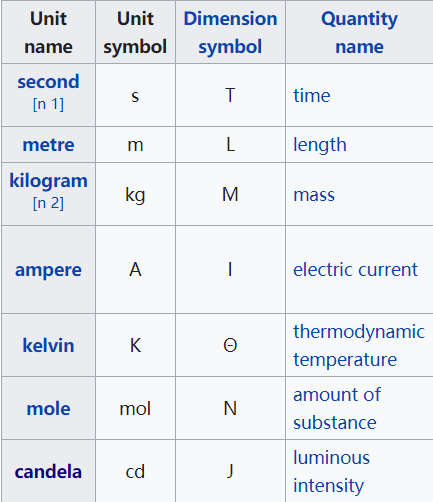 Unit name
Unit symbol
Dimension symbol
Quantity name
second [n 1]
s
T
time
metre
m
L
length
kilogram [n 2]
kg
M
mass
ampere
A
I
electric current
kelvin
K
Θ
thermodynamic temperature
mole
mol
N
amount of substance
candela
cd
J
luminous intensity